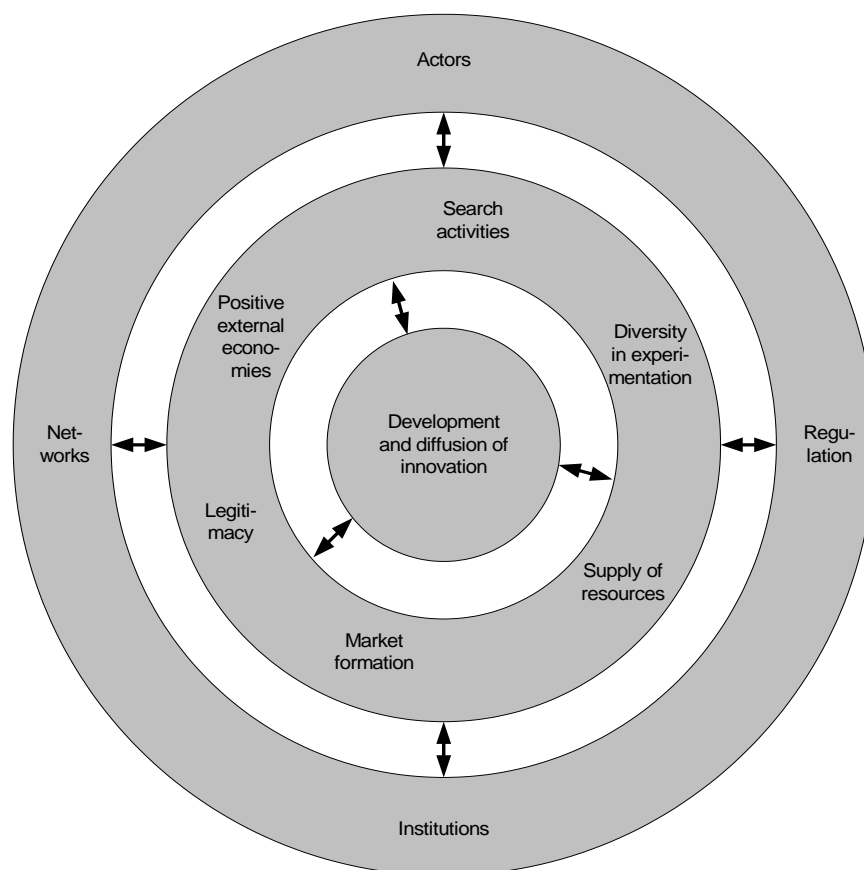 Actors
Search
activities
Positive
external
econo-
mies
Diversity
in experi-
mentation
Development
and diffusion of
innovation
Net-
works
Regu-
lation
Legiti-
macy
Supply of
resources
Market
formation
Institutions